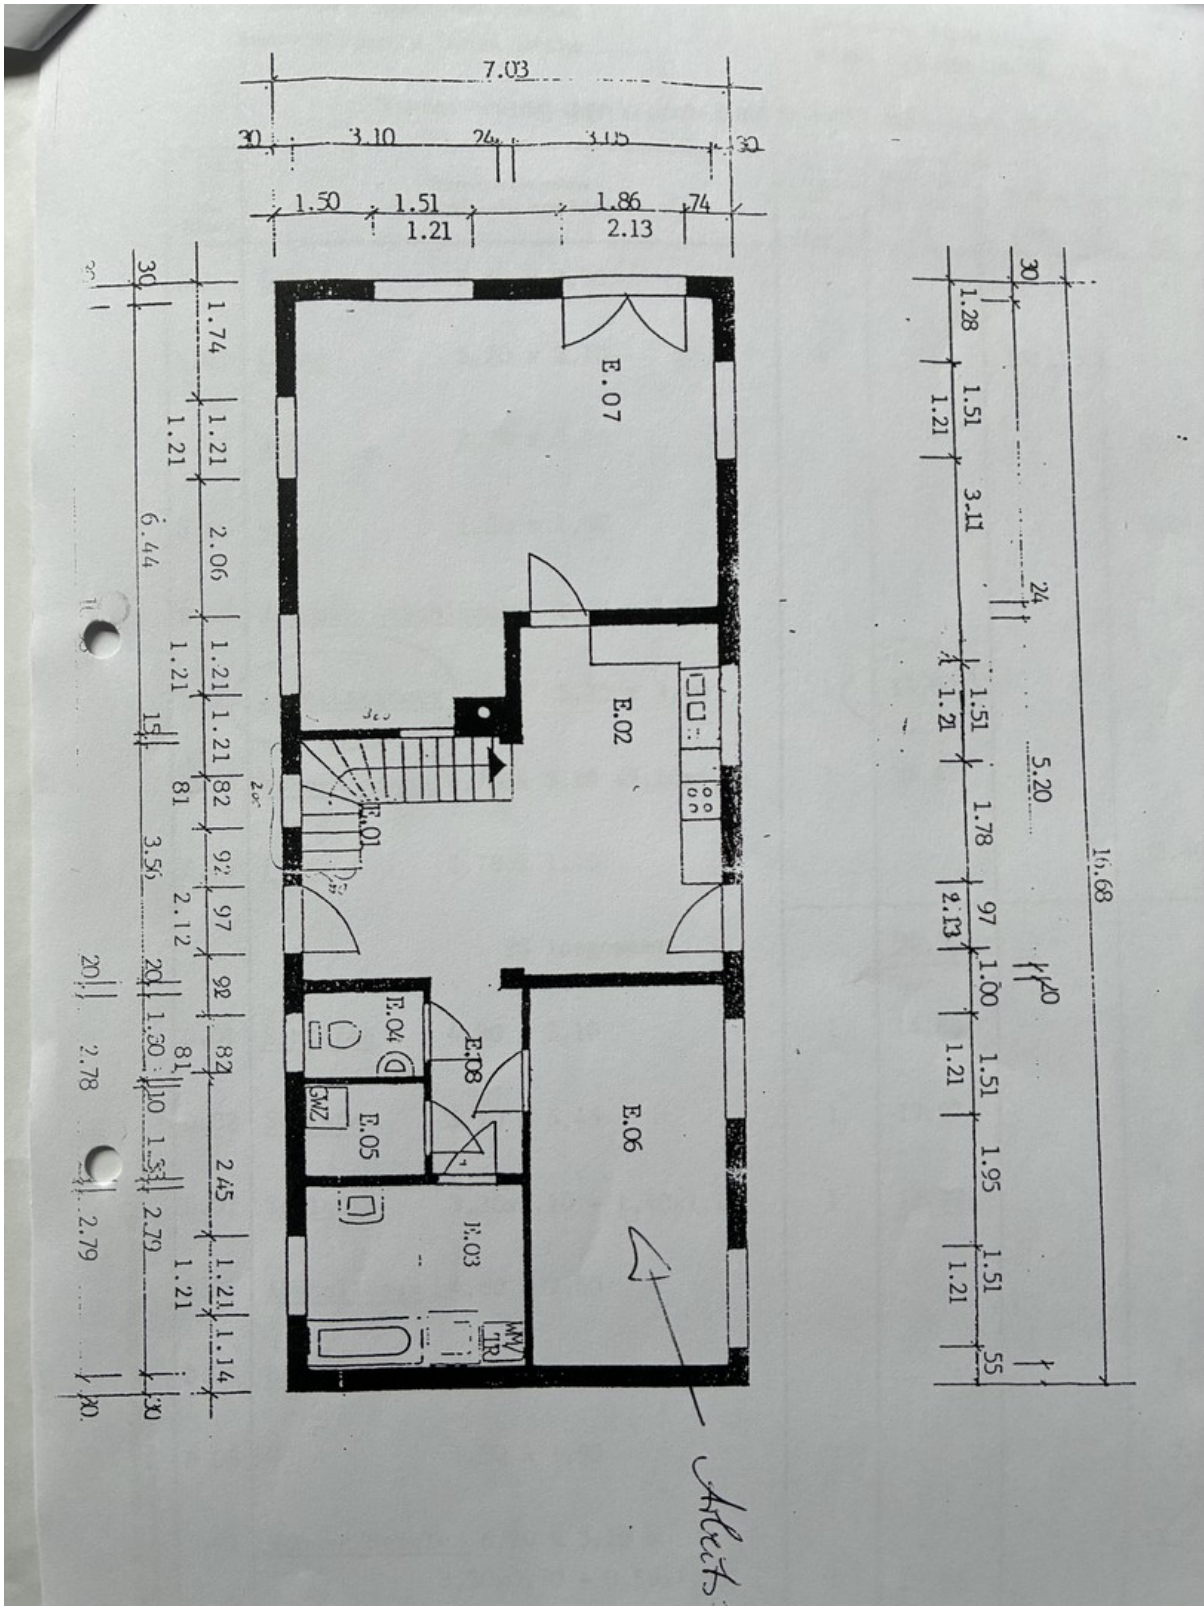 7.03
30 3.10 24 3.05 30
1.50 1.51 1.86 74
1.21 2.13
30
1.74 1.21 2.06 1.21 1.21 82 92 97 92 82 2.45 1.21 1.14
1.21 1.21 81 2.12 81 1.21
30 6.44 15 3.56 20 1.30 10 1.33 2.79 30
20 2.78 2.79 30
E.07
E.02
E.01
E.04
E.08
E.05
GWZ
E.06
E.03
WM/
TR
1.28 1.51 3.11 1.51 1.78 97 1.00 1.51 1.95 1.51 55
1.21 1.21 2.13 1.21 1.21
30 24 5.20 20
16.68
Arbeits